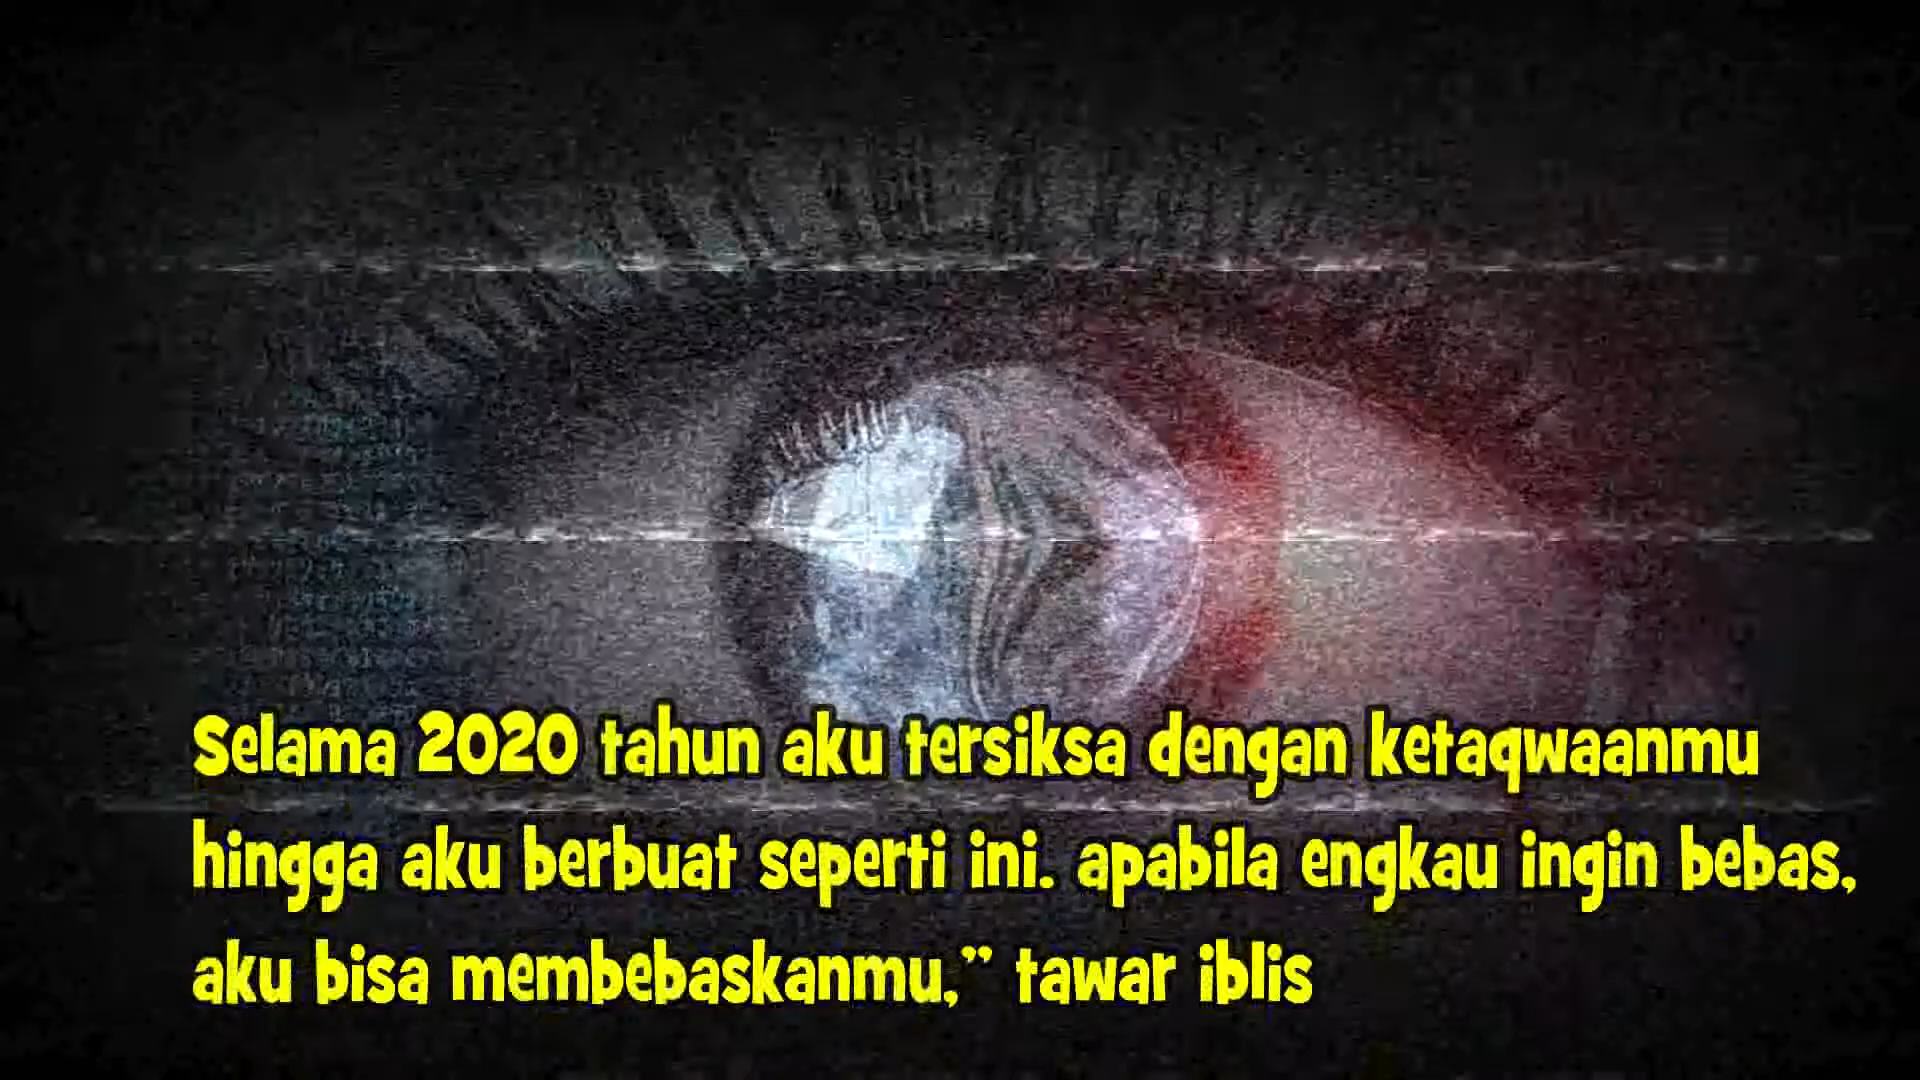 Selama 2020 tahun aku tersiksa dengan ketaqwaanmu
hingga aku berbuat seperti ini. apabila engkau ingin bebas,
aku bisa membebaskanmu,” tawar iblis